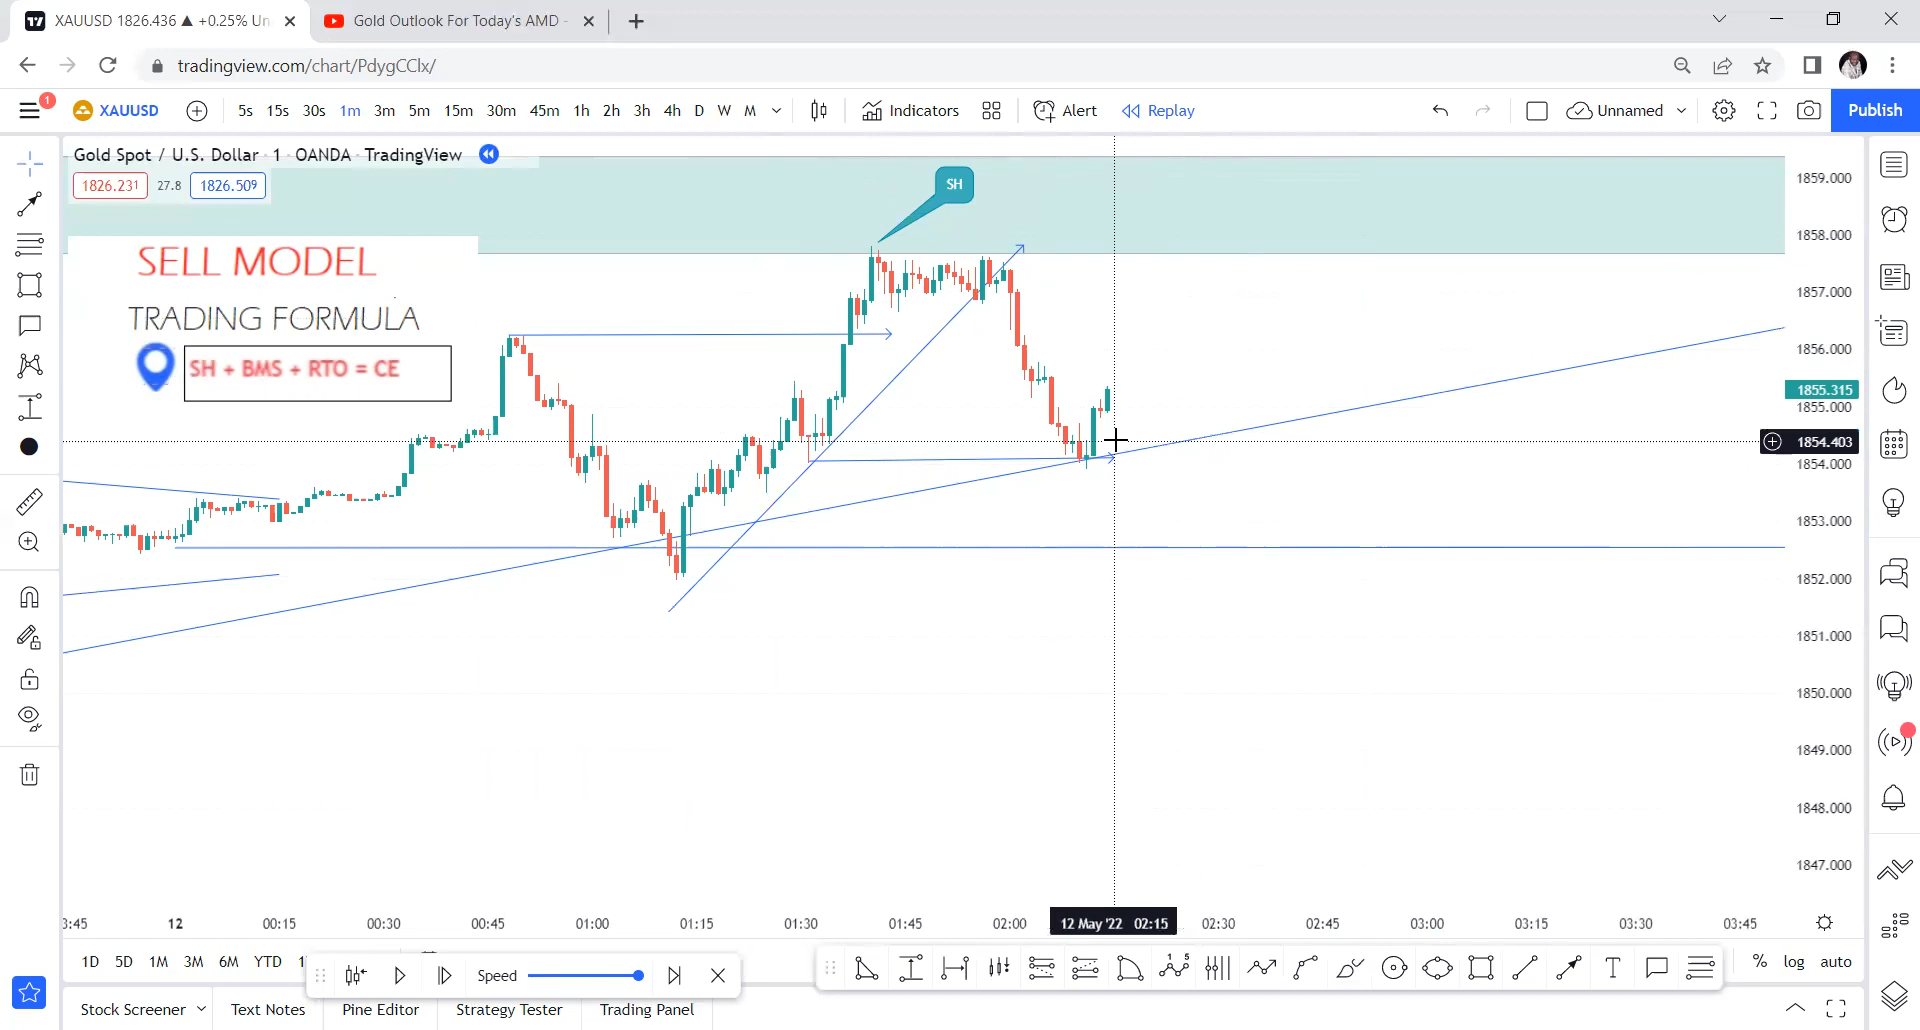 XAUUSD 1826.436 ▲ +0.25% Un
Gold Outlook For Today's AMD -
tradingview.com/chart/PdygCClx/
1
XAUUSD
5s 15s 30s 1m 3m 5m 15m 30m 45m 1h 2h 3h 4h D W M
Indicators
Alert
Replay
Unnamed
Publish
Gold Spot / U.S. Dollar · 1 · OANDA · TradingView
1826.231 27.8 1826.509
SH
SELL MODEL
TRADING FORMULA
SH + BMS + RTO = CE
1859.000
1858.000
1857.000
1856.000
1855.315
1855.000
1854.403
1854.000
1853.000
1852.000
1851.000
1850.000
1849.000
1848.000
1847.000
3:45 12 00:15 00:30 00:45 01:00 01:15 01:30 01:45 02:00 12 May '22 02:15 02:30 02:45 03:00 03:15 03:30 03:45
1D 5D 1M 3M 6M YTD
Speed
1 5
% log auto
Stock Screener Text Notes Pine Editor Strategy Tester Trading Panel